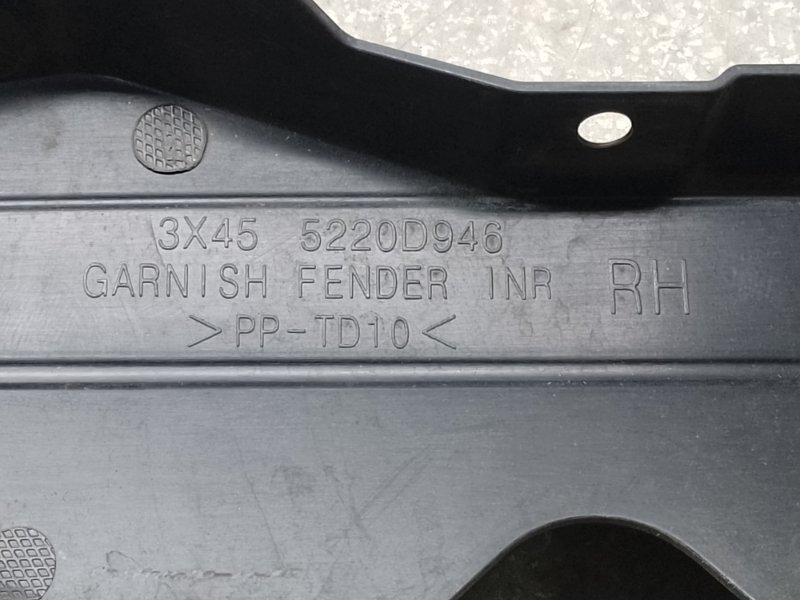 3X45 5220D946
GARNISH FENDER INR RH
>PP-TD10<